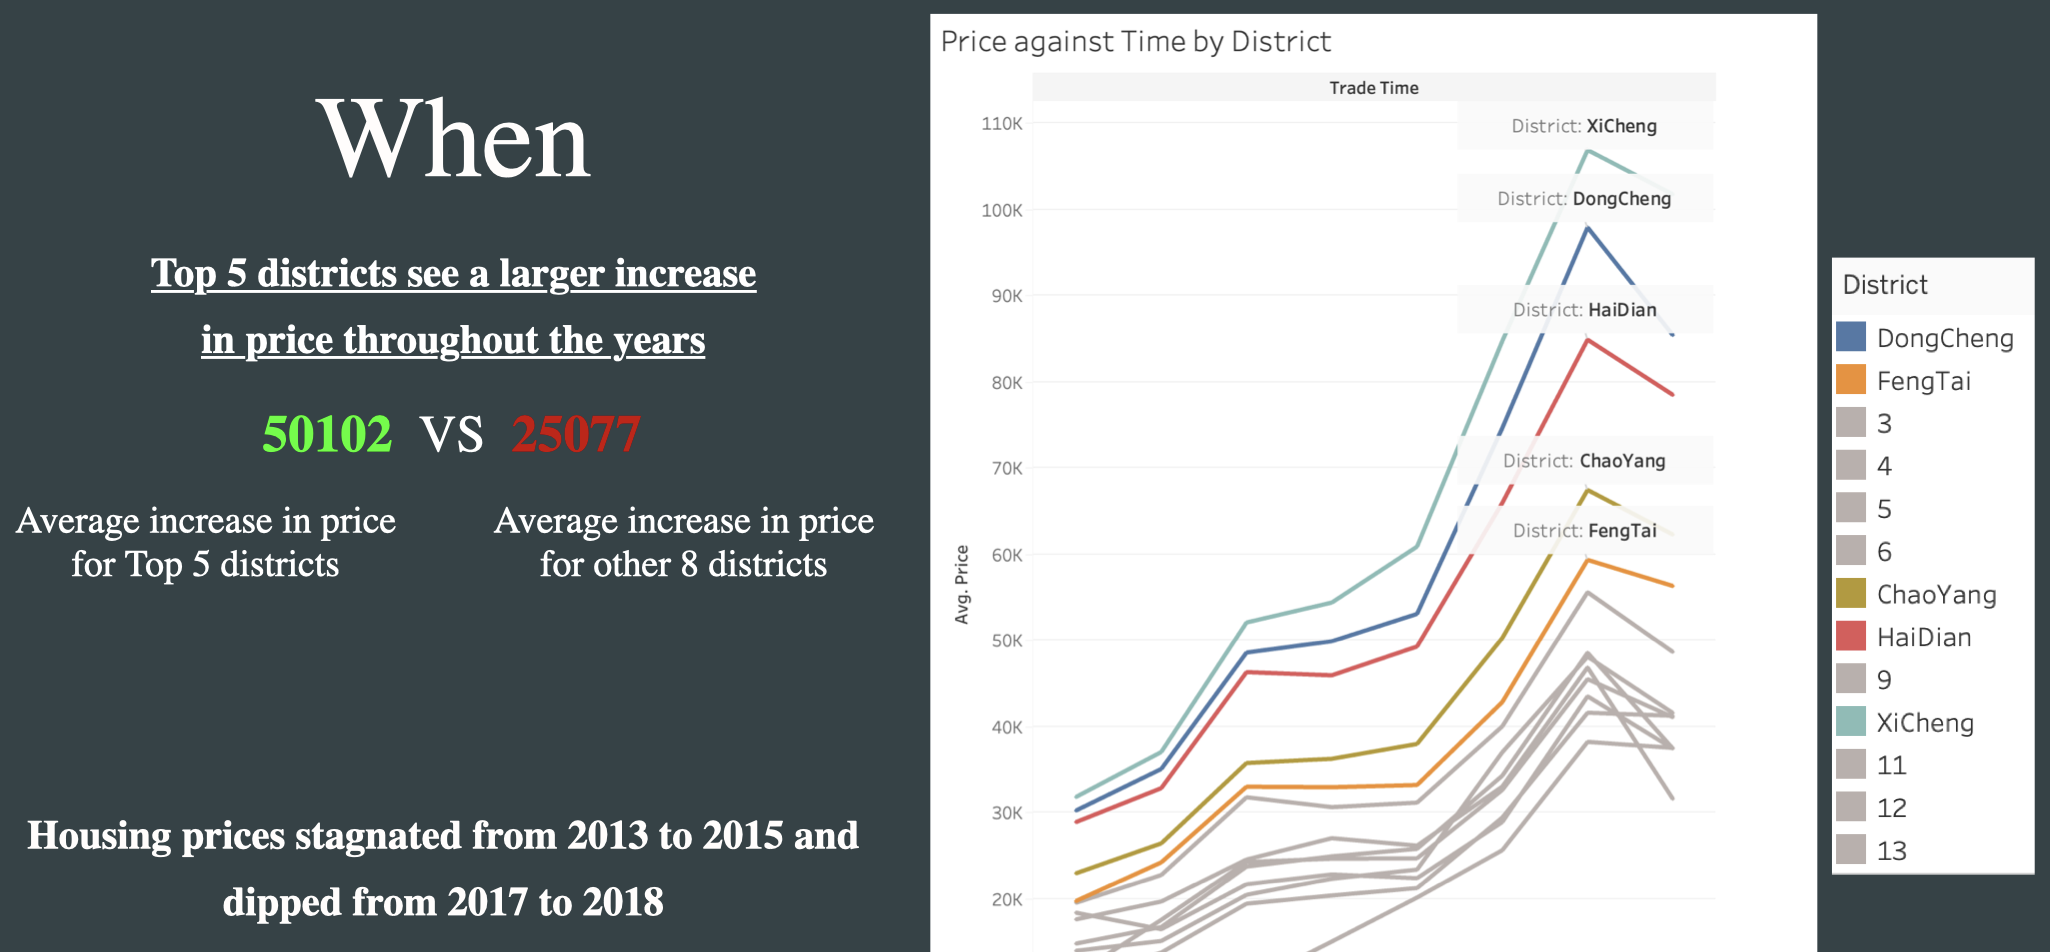 When
Top 5 districts see a larger increase
in price throughout the years
50102 VS 25077
Average increase in price
for Top 5 districts
Average increase in price
for other 8 districts
Housing prices stagnated from 2013 to 2015 and
dipped from 2017 to 2018
Price against Time by District
Trade Time
110K
100K
90K
80K
70K
60K
50K
40K
30K
20K
Avg. Price
District: XiCheng
District: DongCheng
District: HaiDian
District: ChaoYang
District: FengTai
District
DongCheng
FengTai
3
4
5
6
ChaoYang
HaiDian
9
XiCheng
11
12
13